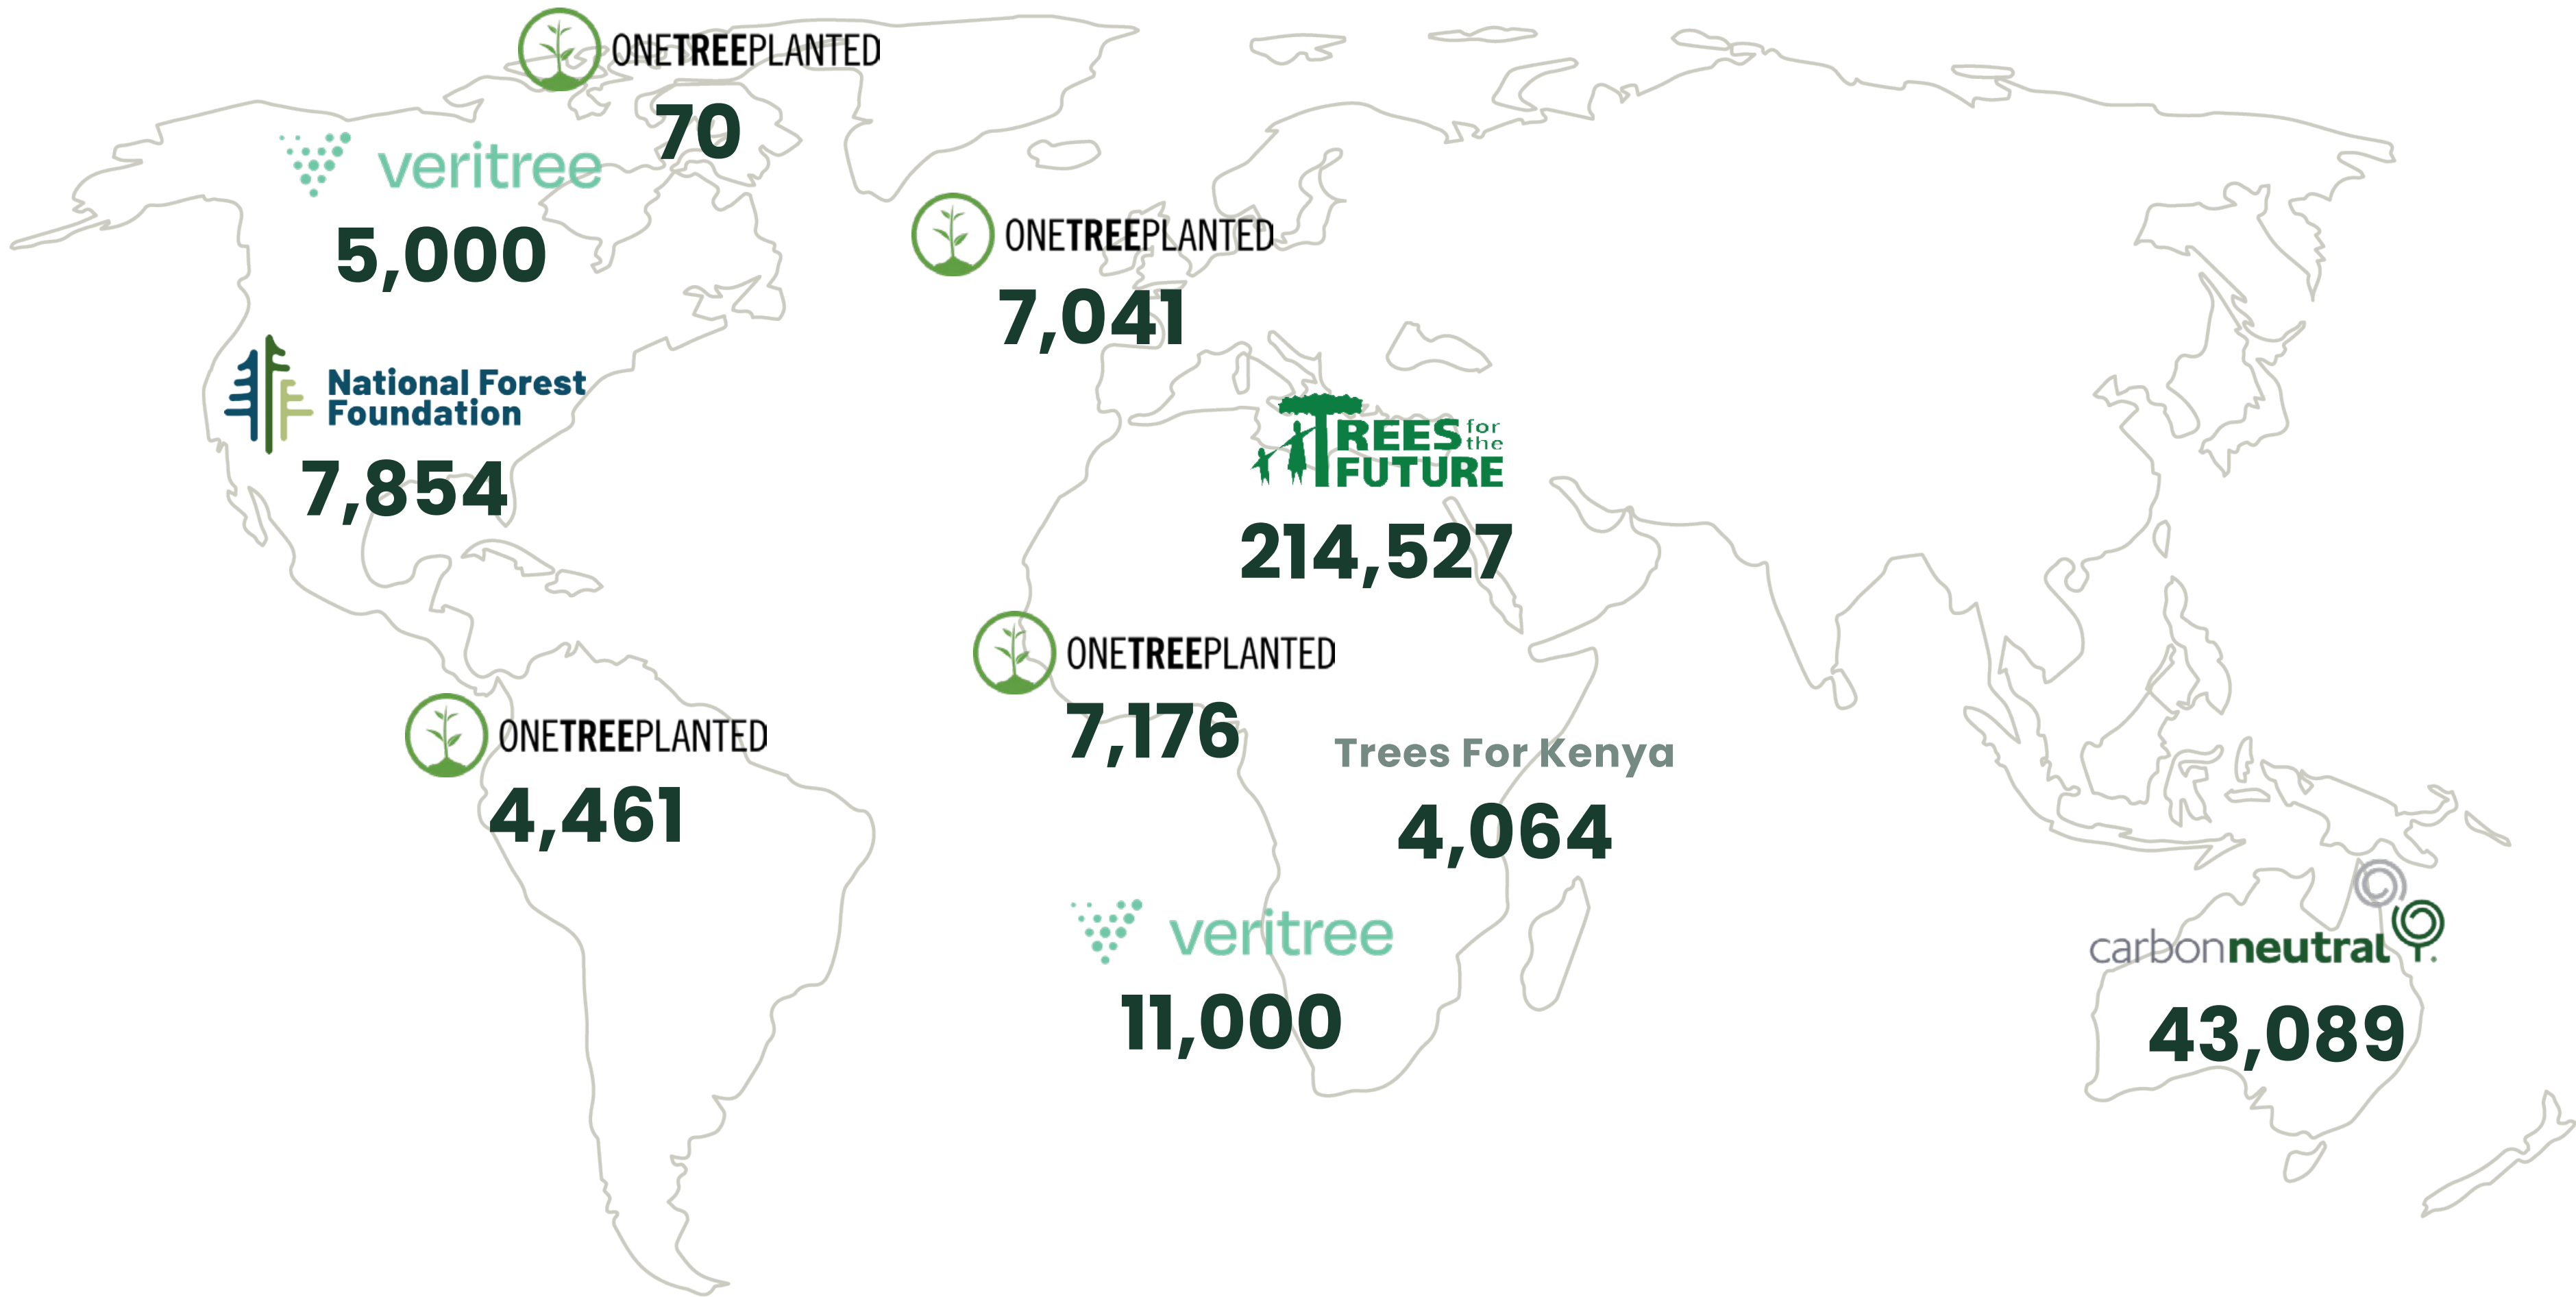 ONETREEPLANTED
70
veritree
5,000
ONETREEPLANTED
7,041
National Forest
Foundation
7,854
TREES for the
FUTURE
214,527
ONETREEPLANTED
7,176
ONETREEPLANTED
4,461
Trees For Kenya
4,064
veritree
11,000
carbonneutral
43,089